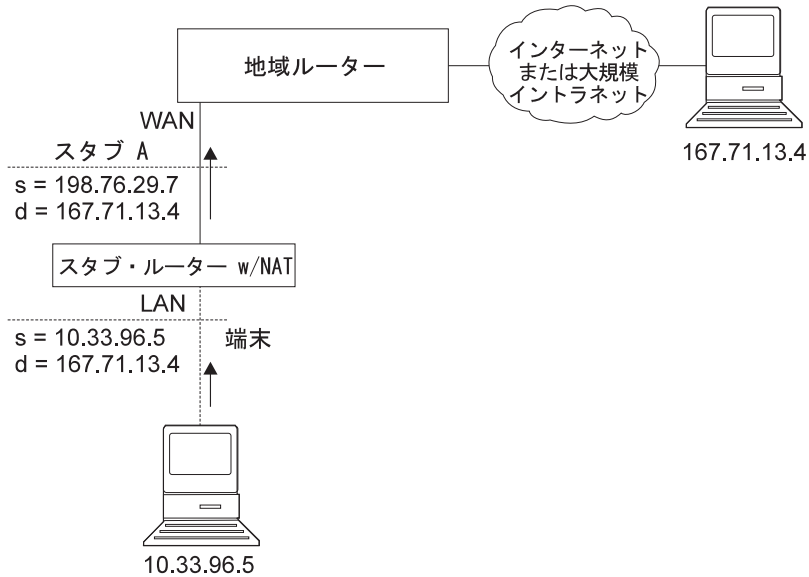 地域ルーター
インターネット
または大規模
イントラネット
167.71.13.4
WAN
スタブ A
s = 198.76.29.7
d = 167.71.13.4
スタブ・ルーター w/NAT
LAN
s = 10.33.96.5
d = 167.71.13.4
端末
10.33.96.5